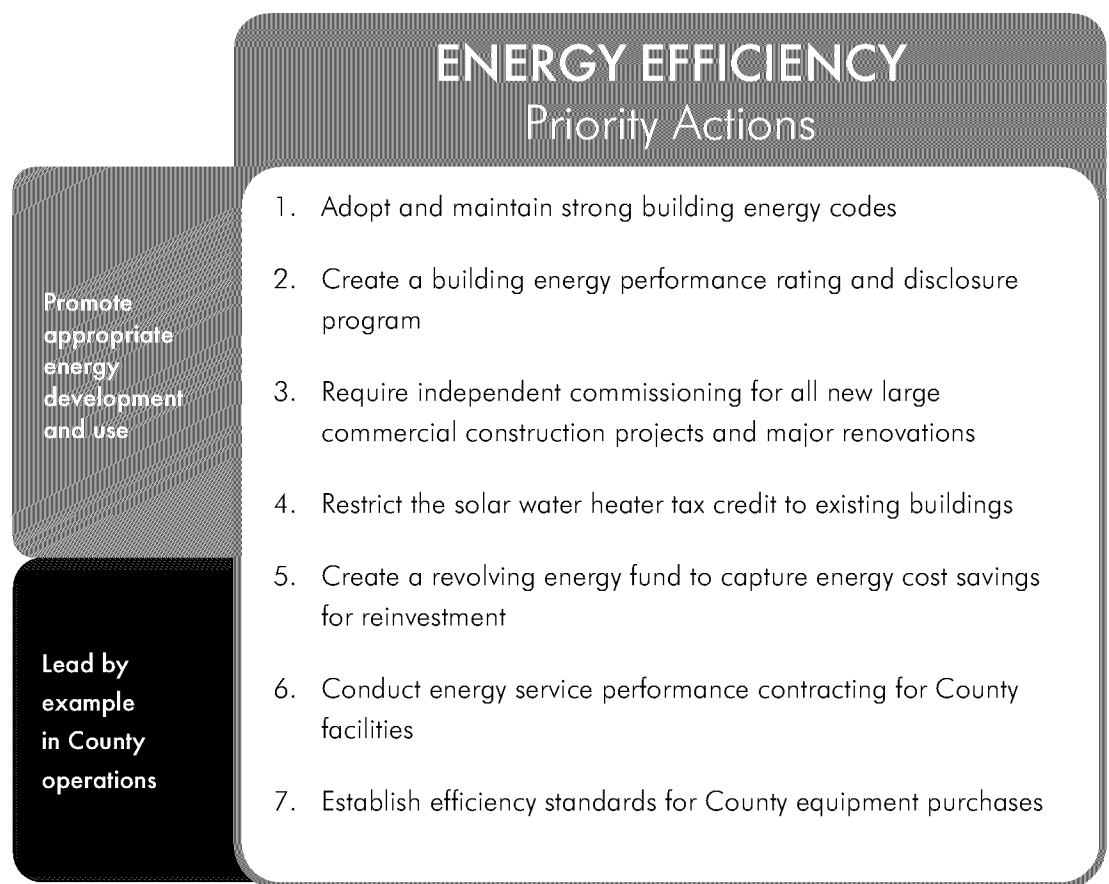 ENERGY EFFICIENCY
Priority Actions
Promote
appropriate
energy
development
and use
1. Adopt and maintain strong building energy codes
2. Create a building energy performance rating and disclosure
program
3. Require independent commissioning for all new large
commercial construction projects and major renovations
4. Restrict the solar water heater tax credit to existing buildings
Lead by
example
in County
operations
5. Create a revolving energy fund to capture energy cost savings
for reinvestment
6. Conduct energy service performance contracting for County
facilities
7. Establish efficiency standards for County equipment purchases